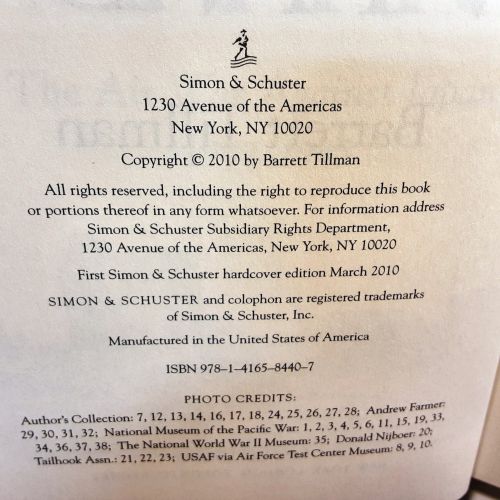 Simon & Schuster
1230 Avenue of the Americas
New York, NY 10020
Copyright © 2010 by Barrett Tillman
All rights reserved, including the right to reproduce this book
or portions thereof in any form whatsoever. For information address
Simon & Schuster Subsidiary Rights Department,
1230 Avenue of the Americas, New York, NY 10020
First Simon & Schuster hardcover edition March 2010
SIMON & SCHUSTER and colophon are registered trademarks
of Simon & Schuster, Inc.
Manufactured in the United States of America
ISBN 978-1-4165-8440-7
PHOTO CREDITS:
Author's Collection: 7, 12, 13, 14, 16, 17, 18, 24, 25, 26, 27, 28; Andrew Farmer:
29, 30, 31, 32; National Museum of the Pacific War: 1, 2, 3, 4, 5, 6, 11, 15, 19, 33,
34, 36, 37, 38; The National World War II Museum: 35; Donald Nijboer: 20;
Tailhook Assn.: 21, 22, 23; USAF via Air Force Test Center Museum: 8, 9, 10.